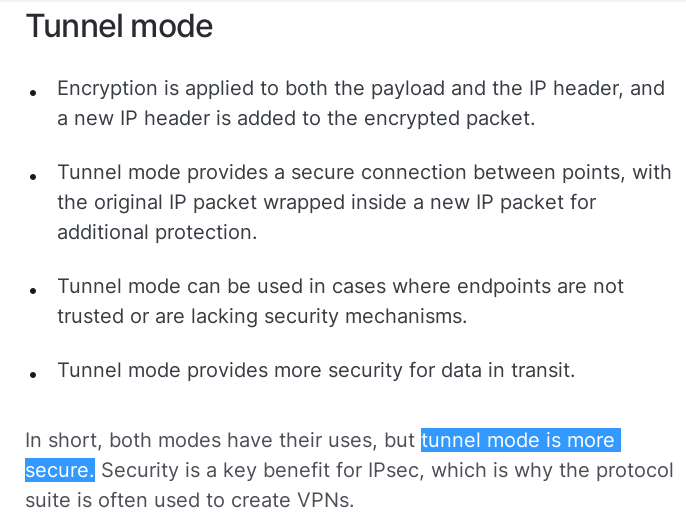 Tunnel mode
• Encryption is applied to both the payload and the IP header, and
a new IP header is added to the encrypted packet.
• Tunnel mode provides a secure connection between points, with
the original IP packet wrapped inside a new IP packet for
additional protection.
• Tunnel mode can be used in cases where endpoints are not
trusted or are lacking security mechanisms.
• Tunnel mode provides more security for data in transit.
In short, both modes have their uses, but tunnel mode is more
secure. Security is a key benefit for IPsec, which is why the protocol
suite is often used to create VPNs.